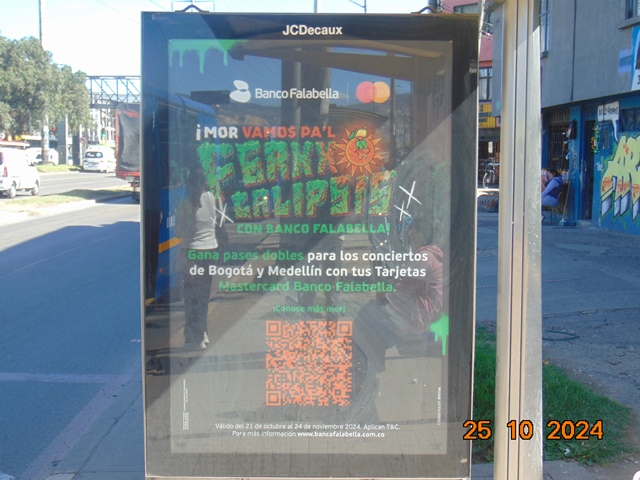 JCDecaux
Banco Falabella
¡MOR VAMOS PA'L
FERXXO
CALIPSIS
CON BANCO FALABELLA!
Gana pases dobles para los conciertos
de Bogotá y Medellín con tus Tarjetas
Mastercard Banco Falabella.
¡Conoce más mor!
Válido del 21 de octubre al 24 de noviembre 2024. Aplican T&C.
Para más información www.bancofalabella.com.co
25 10 2024